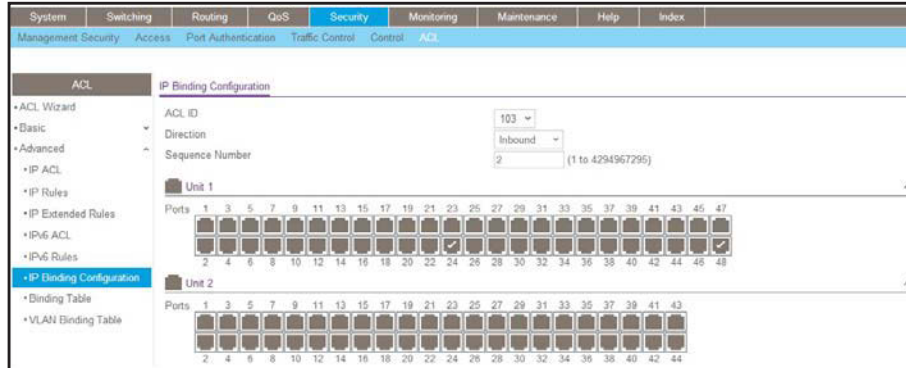 System Switching Routing QoS Security Monitoring Maintenance Help Index
Management Security Access Port Authentication Traffic Control Control ACL
ACL
IP Binding Configuration
• ACL Wizard
• Basic
• Advanced
• IP ACL
• IP Rules
• IP Extended Rules
• IPv6 ACL
• IPv6 Rules
• IP Binding Configuration
• Binding Table
• VLAN Binding Table
ACL ID 103
Direction Inbound
Sequence Number 2 (1 to 4294967295)
Unit 1
Ports 1 3 5 7 9 11 13 15 17 19 21 23 25 27 29 31 33 35 37 39 41 43 45 47
2 4 6 8 10 12 14 16 18 20 22 24 26 28 30 32 34 36 38 40 42 44 46 48
Unit 2
Ports 1 3 5 7 9 11 13 15 17 19 21 23 25 27 29 31 33 35 37 39 41 43
2 4 6 8 10 12 14 16 18 20 22 24 26 28 30 32 34 36 38 40 42 44